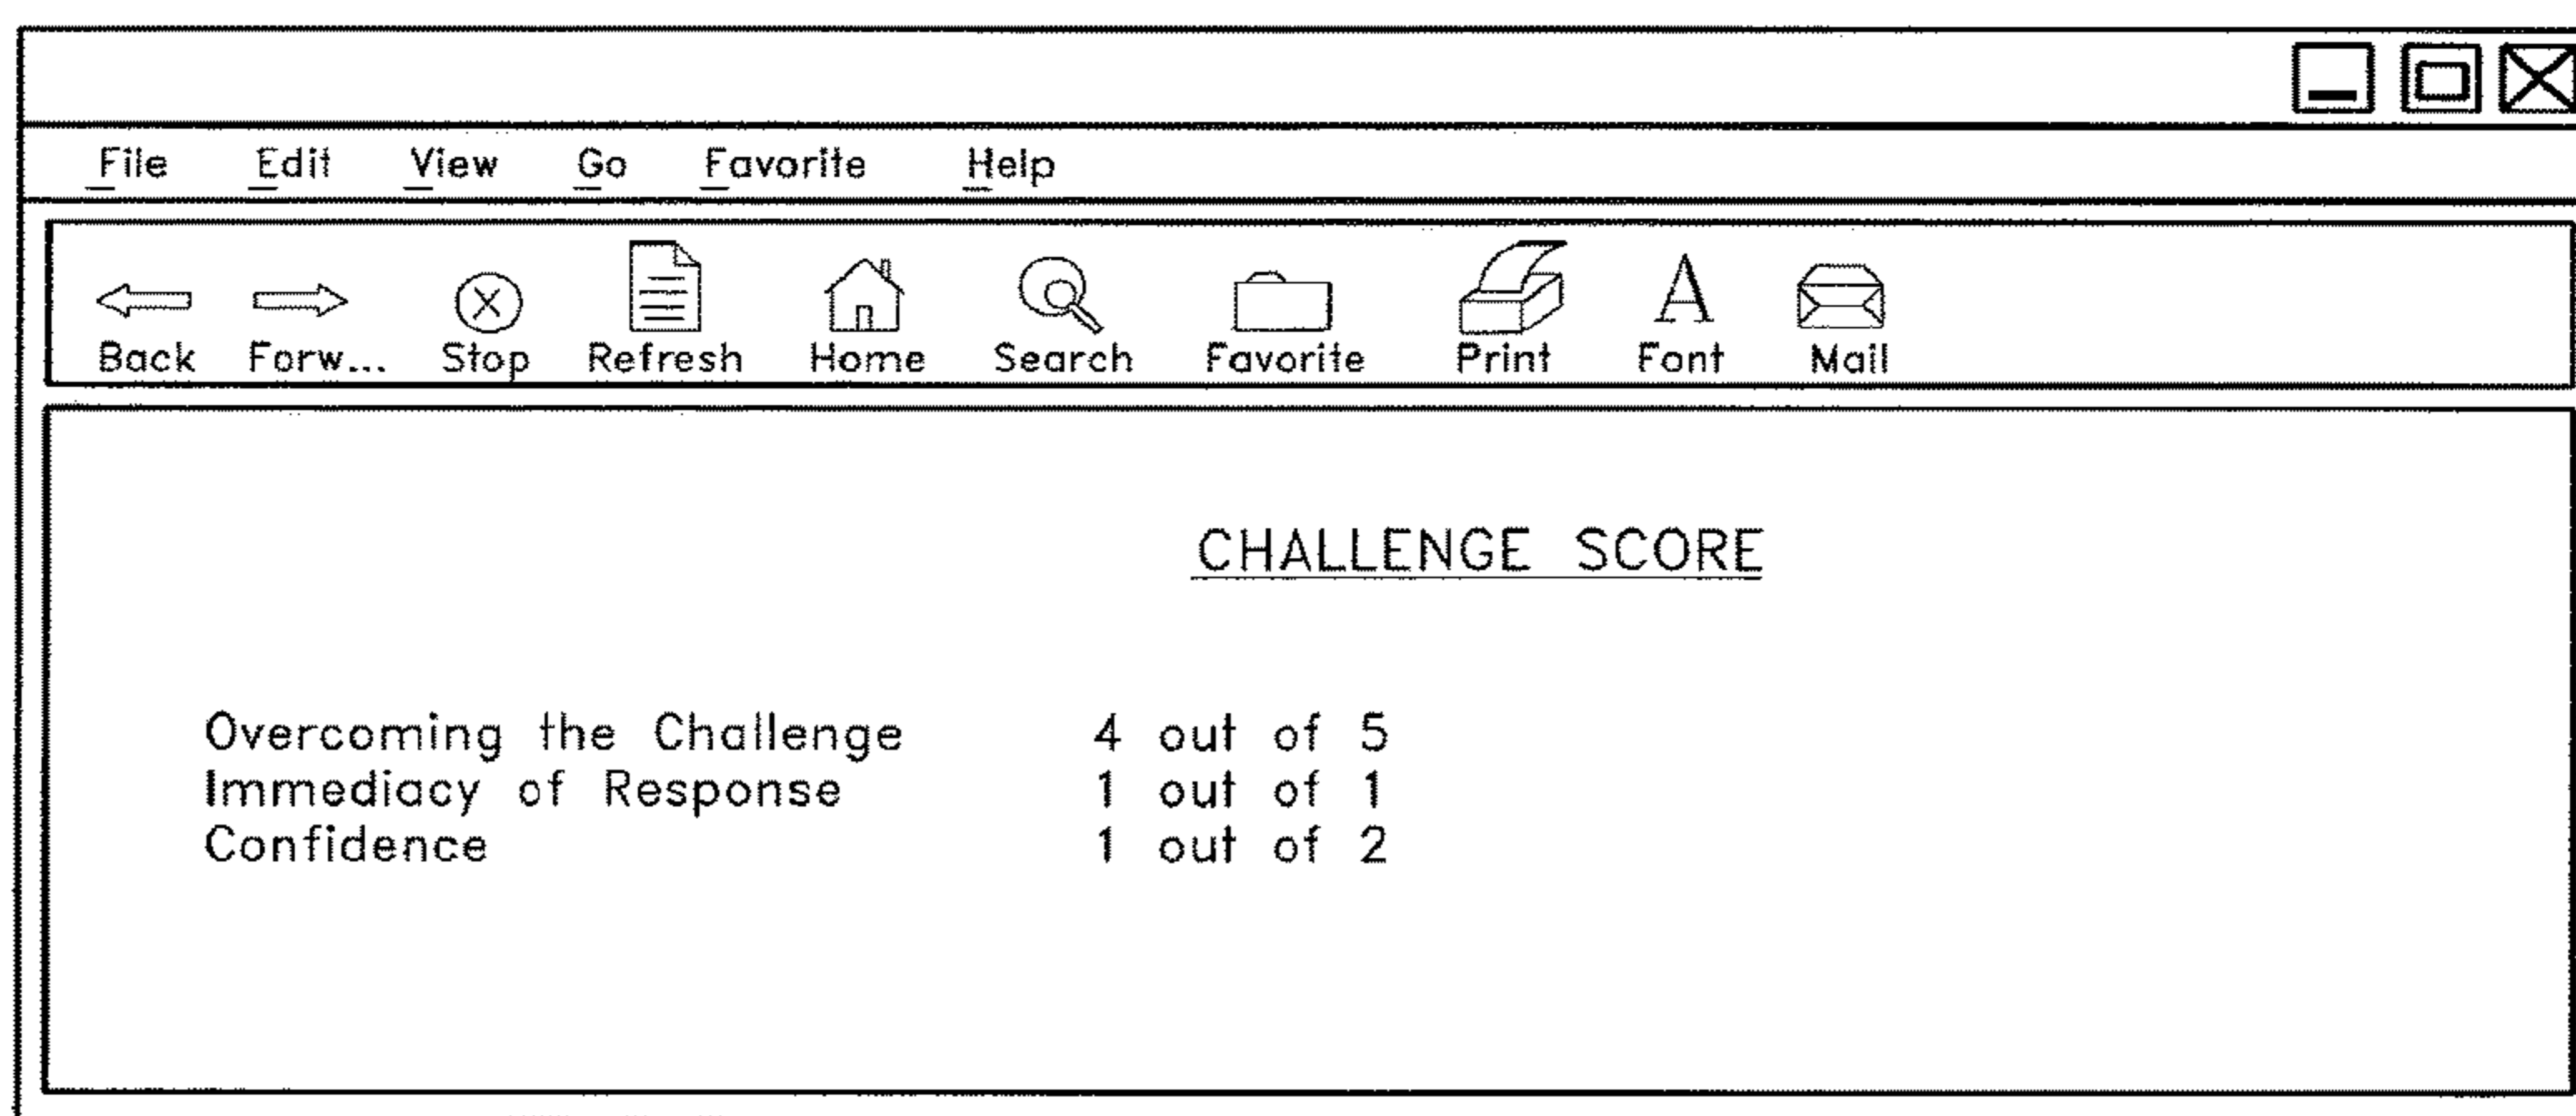 File Edit View Go Favorite Help
Back Forw... Stop Refresh Home Search Favorite Print Font Mail
CHALLENGE SCORE
Overcoming the Challenge 4 out of 5
Immediacy of Response 1 out of 1
Confidence 1 out of 2